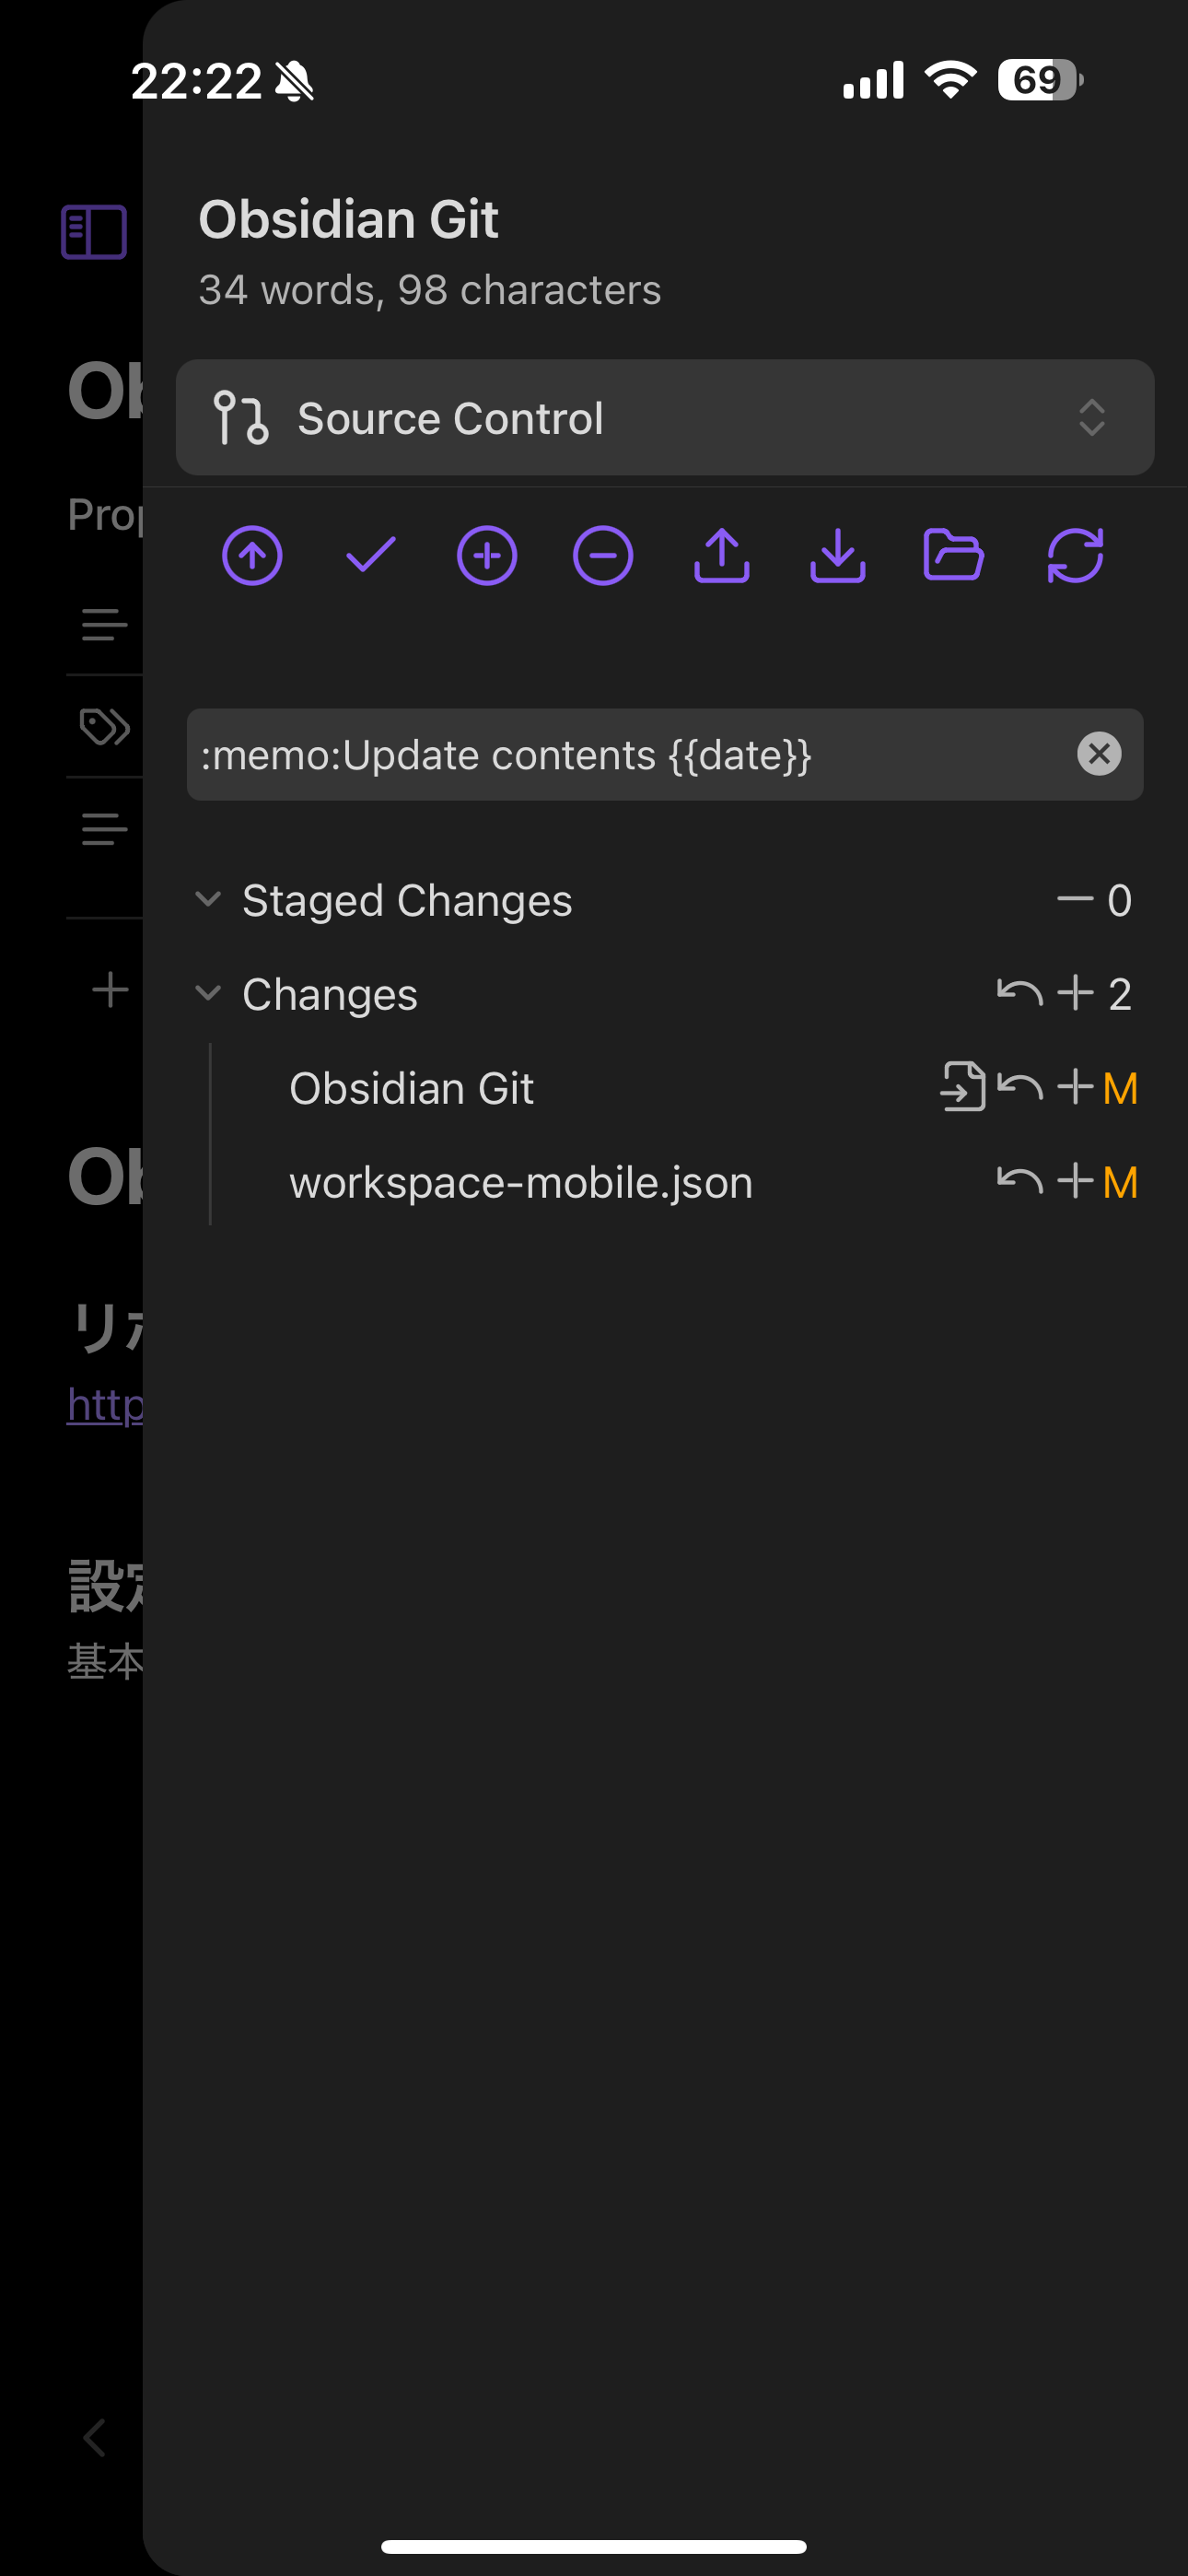 22:22
69
Obsidian Git
34 words, 98 characters
Source Control
:memo:Update contents {{date}}
Staged Changes
0
Changes
2
Obsidian Git
M
workspace-mobile.json
M
Ob
Prop
Ob
リポ
http
設定
基本